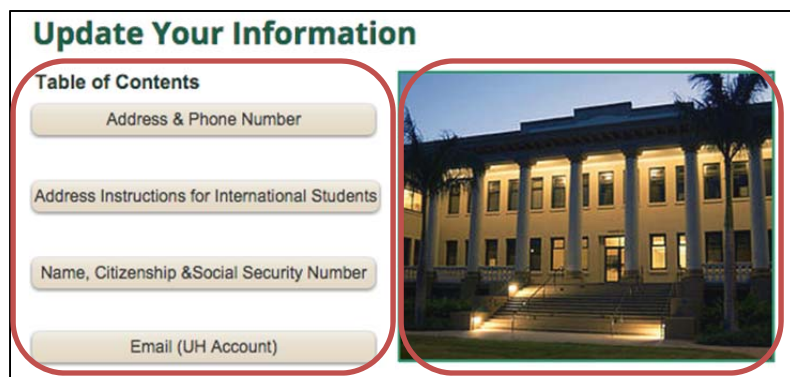 Update Your Information
Table of Contents
Address & Phone Number
Address Instructions for International Students
Name, Citizenship &Social Security Number
Email (UH Account)